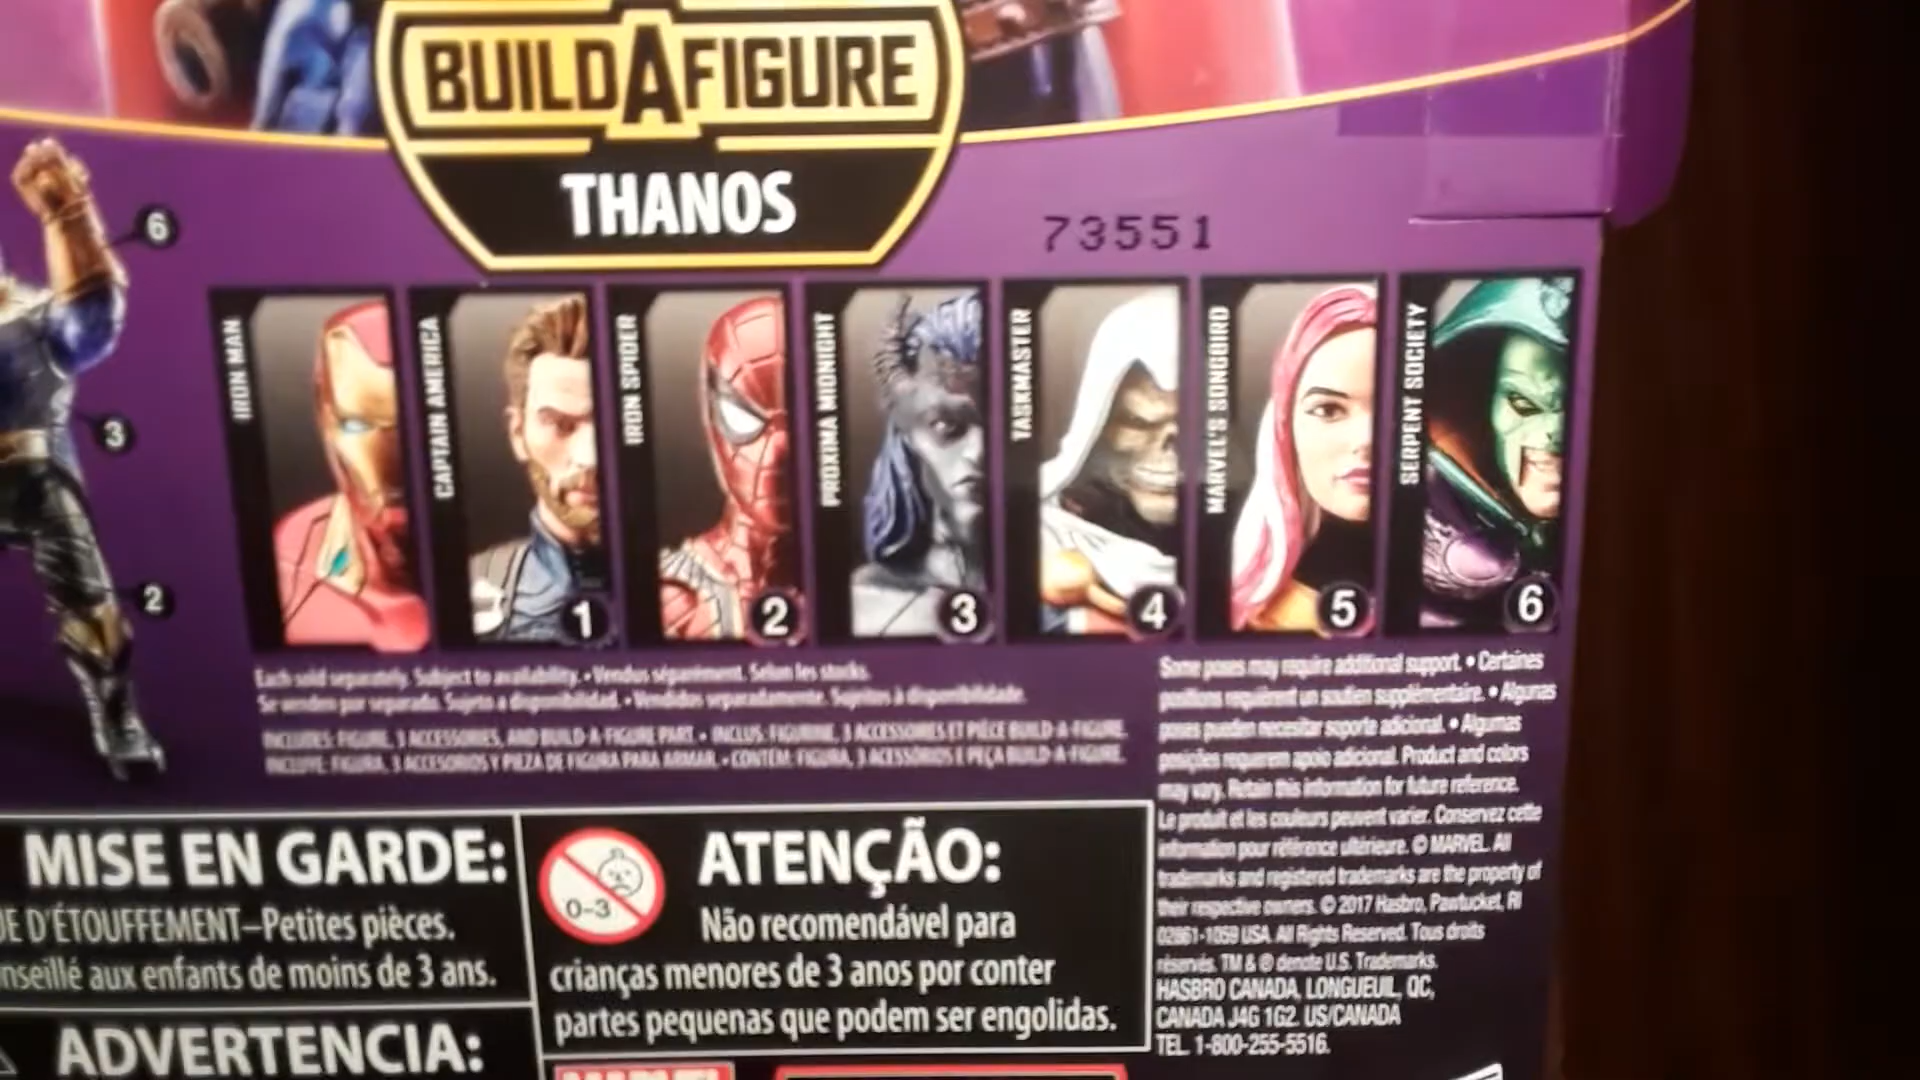 BUILD A FIGURE
THANOS
73551
6
3
2
IRON MAN
CAPTAIN AMERICA
1
IRON SPIDER
2
PROXIMA MIDNIGHT
3
TASKMASTER
4
MARVEL'S SONGBIRD
5
SERPENT SOCIETY
6
Each sold separately. Subject to availability. • Vendus séparément. Selon les stocks.
Se venden por separado. Sujeto a disponibilidad. • Vendidos separadamente. Sujeitos à disponibilidade.
INCLUDES: FIGURE, 3 ACCESSORIES, AND BUILD-A-FIGURE PART. • INCLUS: FIGURINE, 3 ACCESSOIRES ET PIÈCE BUILD-A-FIGURE.
INCLUYE: FIGURA, 3 ACCESORIOS Y PIEZA DE FIGURA PARA ARMAR. • CONTÉM: FIGURA, 3 ACESSÓRIOS E PEÇA BUILD-A-FIGURE.
Some poses may require additional support. • Certaines
positions requièrent un soutien supplémentaire. • Algunas
poses pueden necesitar soporte adicional. • Algumas
posições requerem apoio adicional. Product and colors
may vary. Retain this information for future reference.
Le produit et les couleurs peuvent varier. Conservez cette
information pour référence ultérieure. © MARVEL. All
trademarks and registered trademarks are the property of
their respective owners. © 2017 Hasbro, Pawtucket, RI
02861-1059 USA. All Rights Reserved. Tous droits
réservés. TM & ® denote U.S. Trademarks.
HASBRO CANADA, LONGUEUIL, QC,
CANADA J4G 1G2. US/CANADA
TEL. 1-800-255-5516.
MISE EN GARDE:
D'ÉTOUFFEMENT–Petites pièces.
aux enfants de moins de 3 ans.
0-3
ATENÇÃO:
Não recomendável para
crianças menores de 3 anos por conter
partes pequenas que podem ser engolidas.
ADVERTENCIA:
MARVEL